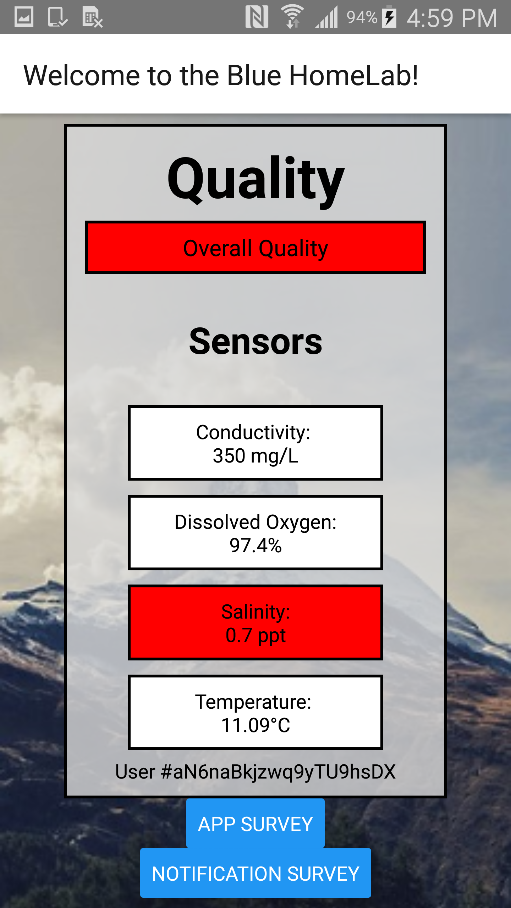 94% 4:59 PM
Welcome to the Blue HomeLab!
Quality
Overall Quality
Sensors
Conductivity:
350 mg/L
Dissolved Oxygen:
97.4%
Salinity:
0.7 ppt
Temperature:
11.09°C
User #aN6naBkjzwq9yTU9hsDX
APP SURVEY
NOTIFICATION SURVEY